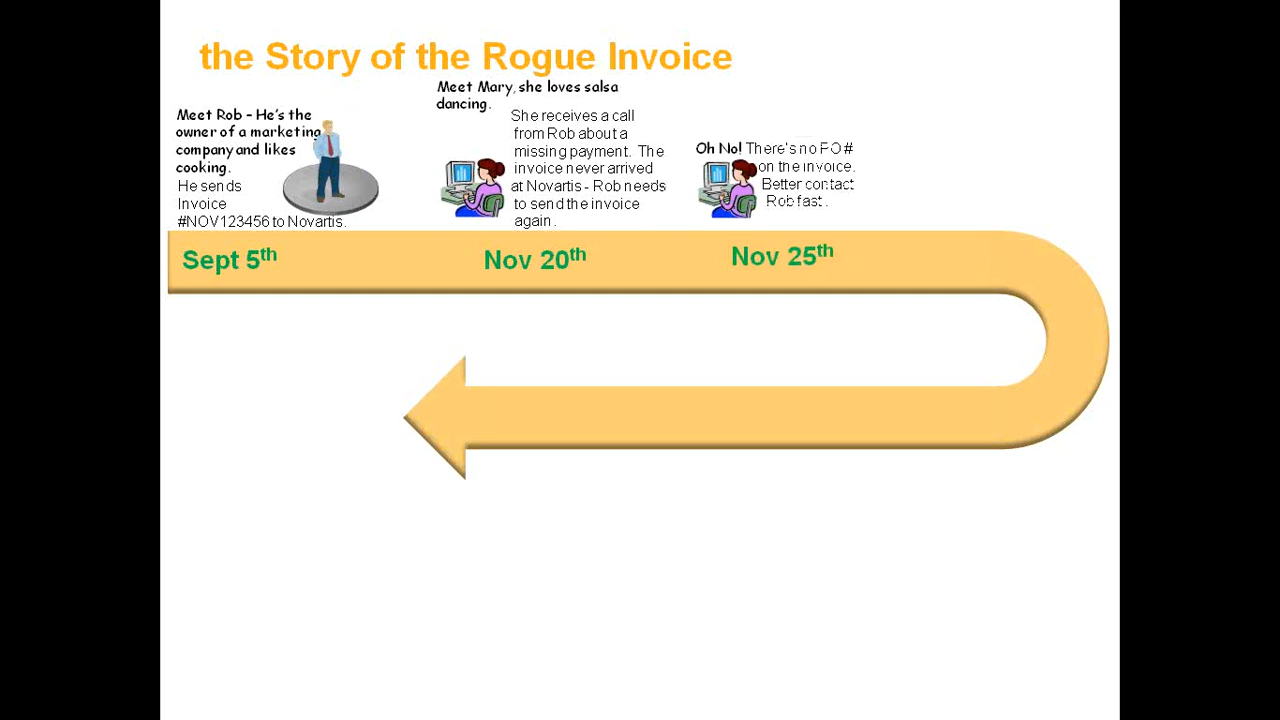 the Story of the Rogue Invoice
Meet Rob – He's the
owner of a marketing
company and likes
cooking.
He sends
Invoice
#NOV123456 to Novartis.
Meet Mary, she loves salsa
dancing.
She receives a call
from Rob about a
missing payment. The
invoice never arrived
at Novartis - Rob needs
to send the invoice
again.
Oh No! There's no PO #
on the invoice.
Better contact
Rob fast.
Sept 5th
Nov 20th
Nov 25th